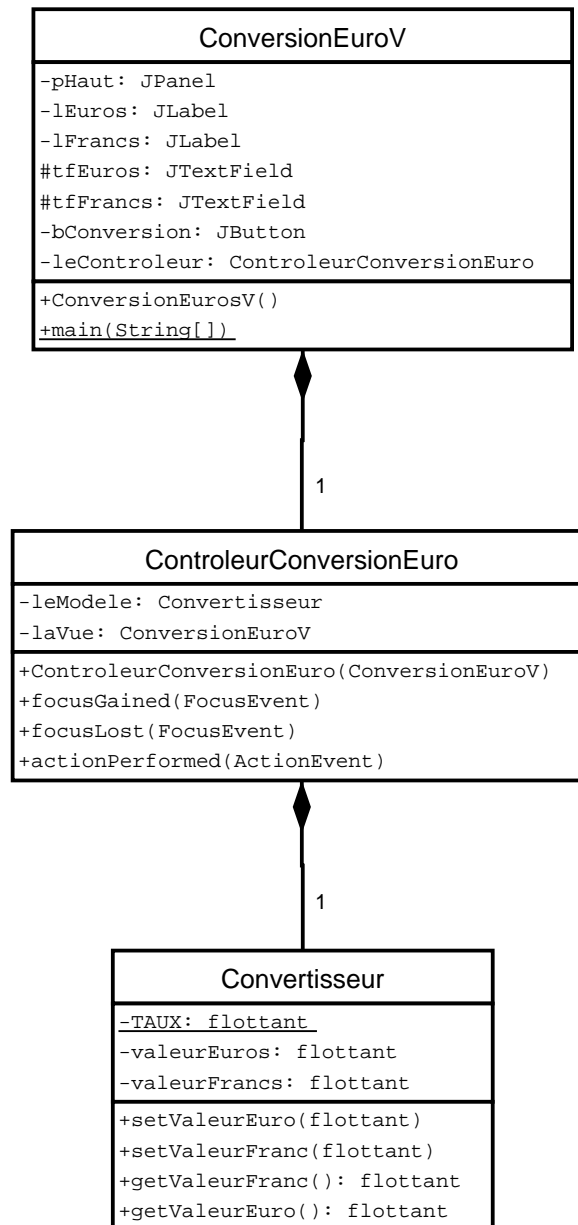 ConversionEuroV
-pHaut: JPanel
-lEuros: JLabel
-lFrancs: JLabel
#tfEuros: JTextField
#tfFrancs: JTextField
-bConversion: JButton
-leControleur: ControleurConversionEuro
+ConversionEurosV()
+main(String[])
1
ControleurConversionEuro
-leModele: Convertisseur
-laVue: ConversionEuroV
+ControleurConversionEuro(ConversionEuroV)
+focusGained(FocusEvent)
+focusLost(FocusEvent)
+actionPerformed(ActionEvent)
1
Convertisseur
-TAUX: flottant
-valeurEuros: flottant
-valeurFrancs: flottant
+setValeurEuro(flottant)
+setValeurFranc(flottant)
+getValeurFranc(): flottant
+getValeurEuro(): flottant